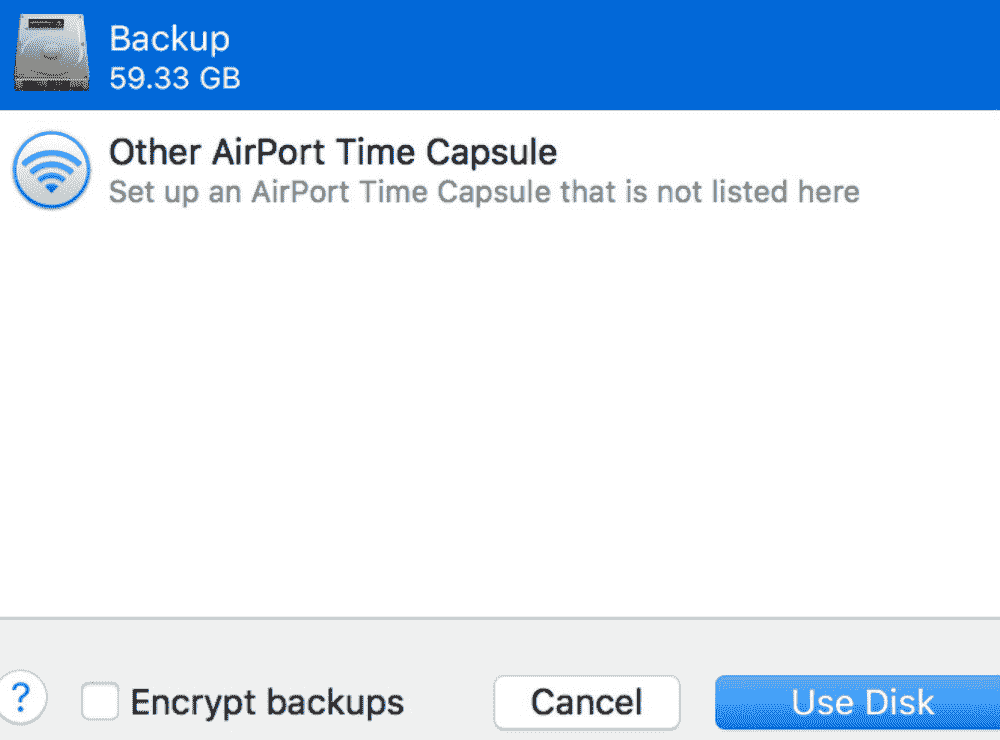 Backup
59.33 GB
Other AirPort Time Capsule
Set up an AirPort Time Capsule that is not listed here
? Encrypt backups Cancel Use Disk